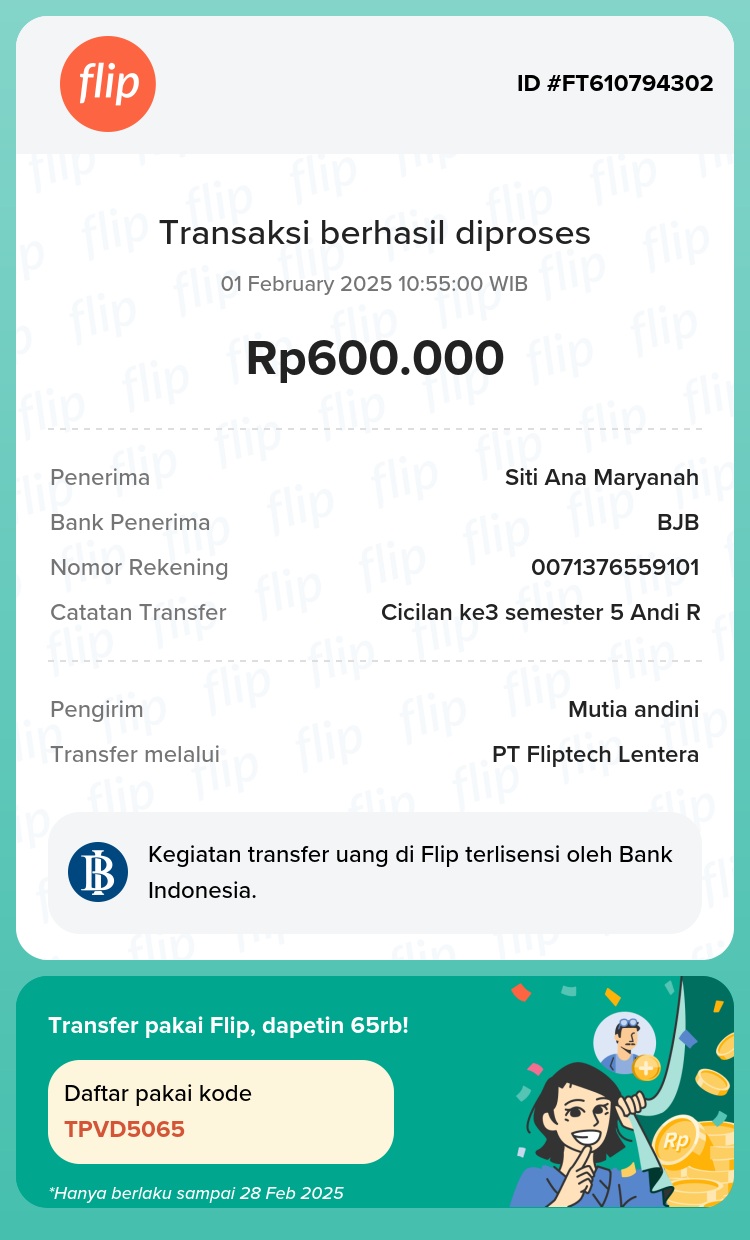 flip
ID #FT610794302
Transaksi berhasil diproses
01 February 2025 10:55:00 WIB
Rp600.000
Penerima Siti Ana Maryanah
Bank Penerima BJB
Nomor Rekening 0071376559101
Catatan Transfer Cicilan ke3 semester 5 Andi R
Pengirim Mutia andini
Transfer melalui PT Fliptech Lentera
Kegiatan transfer uang di Flip terlisensi oleh Bank
Indonesia.
Transfer pakai Flip, dapetin 65rb!
Daftar pakai kode
TPVD5065
*Hanya berlaku sampai 28 Feb 2025
Rp